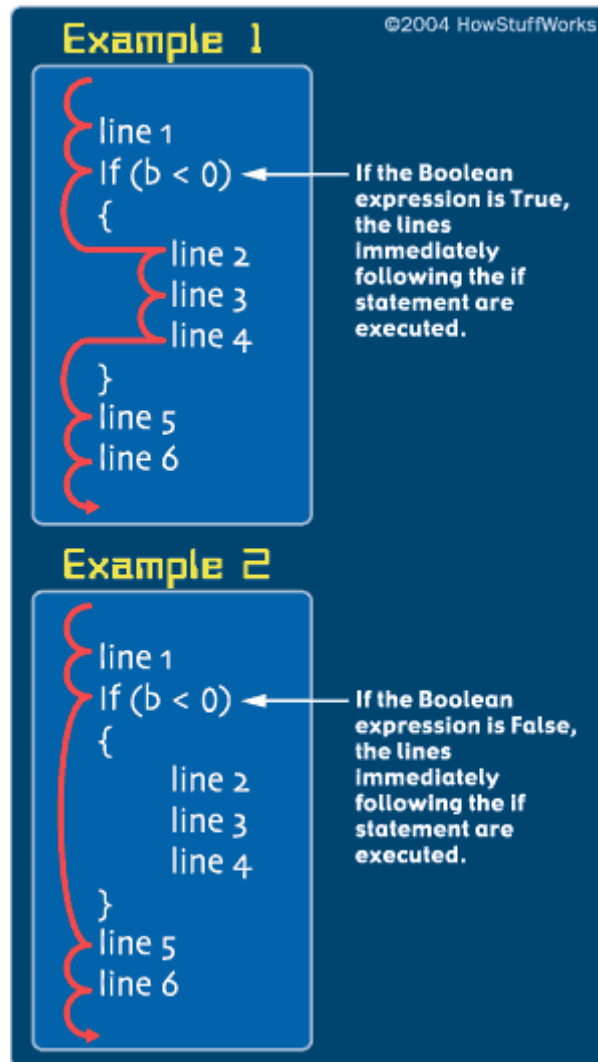 ©2004 HowStuffWorks
Example 1
line 1
If (b < 0)
{
line 2
line 3
line 4
}
line 5
line 6
If the Boolean
expression is True,
the lines
immediately
following the if
statement are
executed.
Example 2
line 1
If (b < 0)
{
line 2
line 3
line 4
}
line 5
line 6
If the Boolean
expression is False,
the lines
immediately
following the if
statement are
executed.